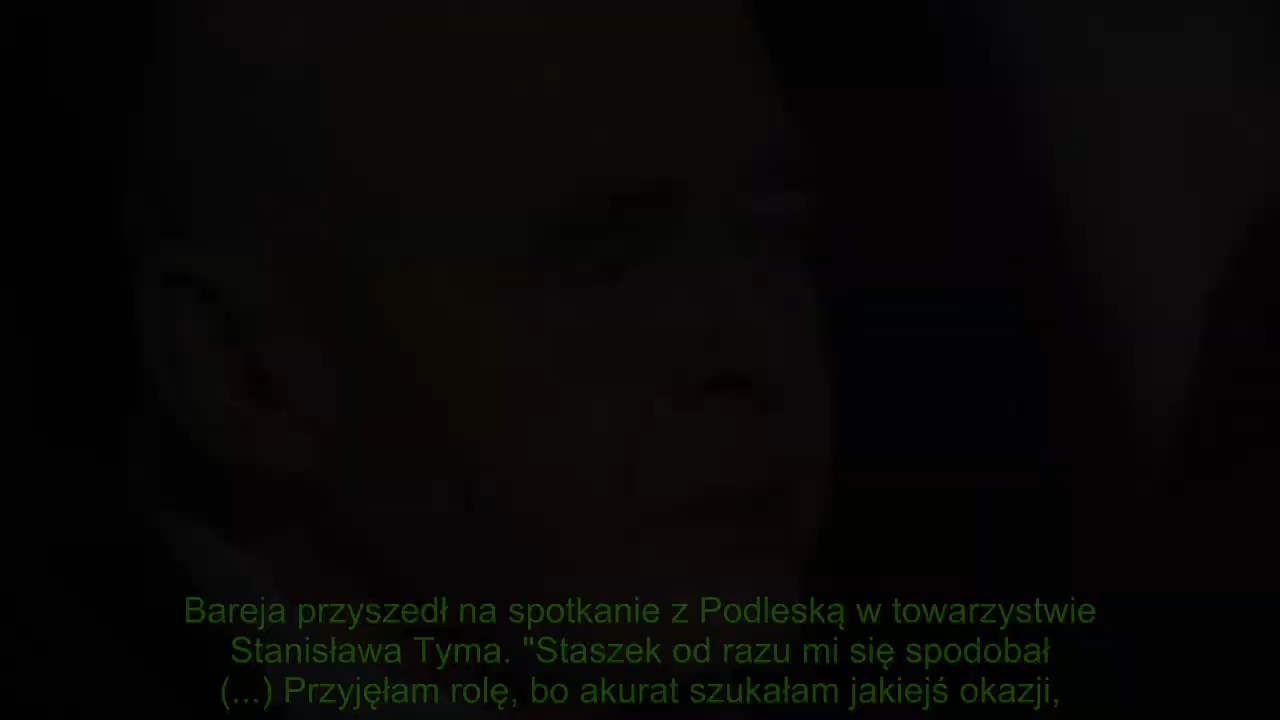 Bareja przyszedł na spotkanie z Podleską w towarzystwie
Stanisława Tyma. "Staszek od razu mi się spodobał
(...) Przyjęłam rolę, bo akurat szukałam jakiejś okazji,